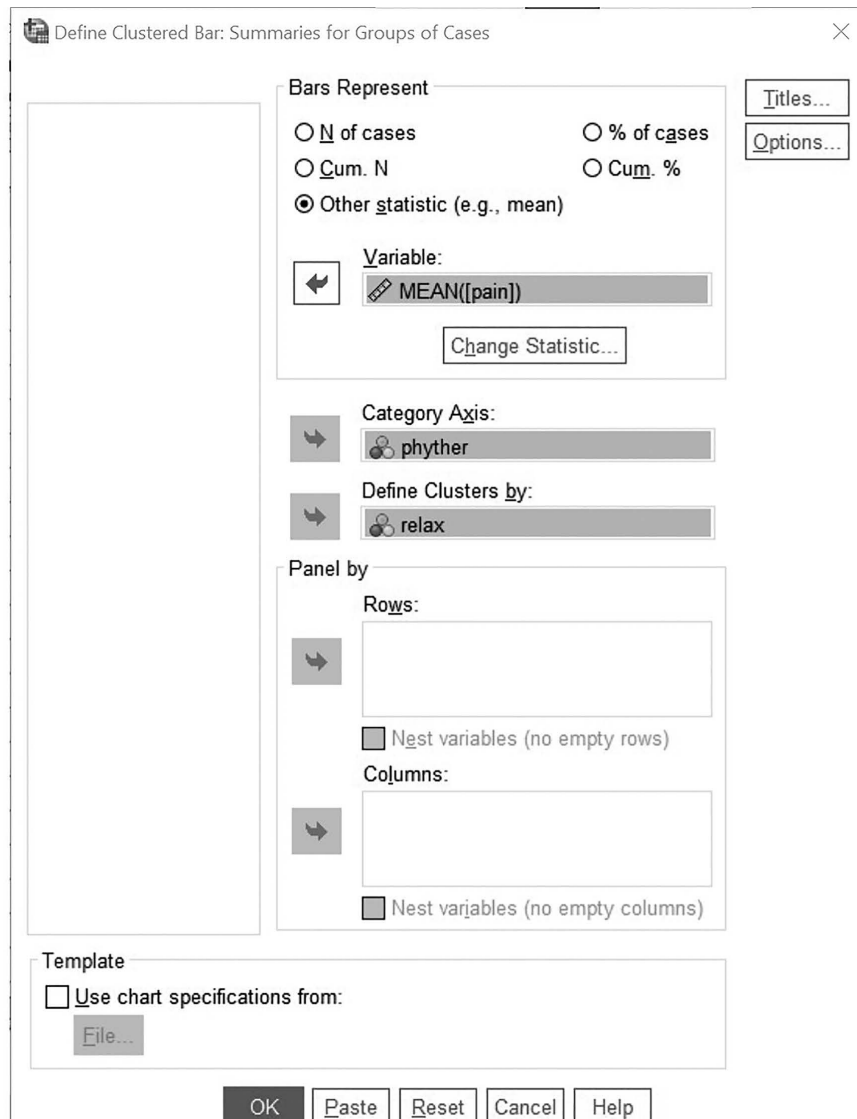 Define Clustered Bar: Summaries for Groups of Cases
Bars Represent
N of cases
% of cases
Cum. N
Cum. %
Other statistic (e.g., mean)
Variable:
MEAN([pain])
Change Statistic...
Titles...
Options...
Category Axis:
phyther
Define Clusters by:
relax
Panel by
Rows:
Nest variables (no empty rows)
Columns:
Nest variables (no empty columns)
Template
Use chart specifications from:
File...
OK
Paste
Reset
Cancel
Help